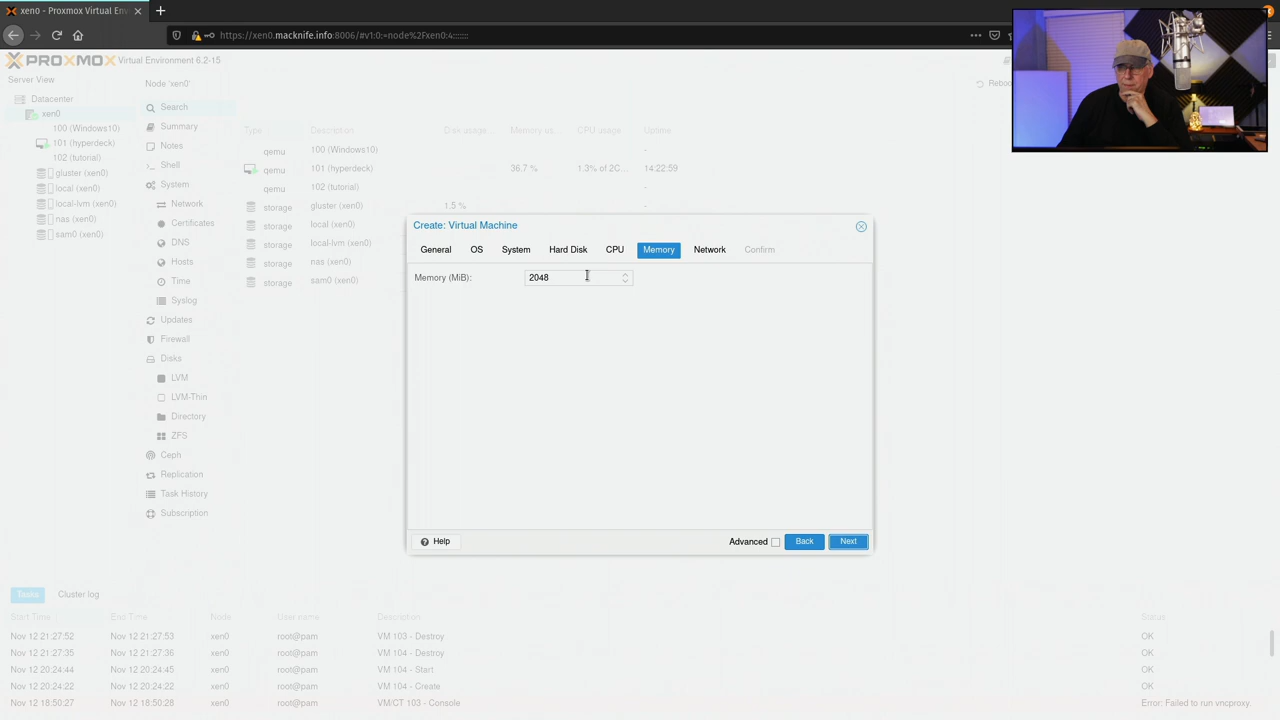 xen0 - Proxmox Virtual Env
https://xen0.macknife.info:8006/#v1:0:=node%2Fxen0:4:::::::
PROXMOX Virtual Environment 6.2-15
Server View
Datacenter
xen0
100 (Windows10)
101 (hyperdeck)
102 (tutorial)
gluster (xen0)
local (xen0)
local-lvm (xen0)
nas (xen0)
sam0 (xen0)
Node 'xen0'
Reboo
Search
Summary
Notes
Shell
System
Network
Certificates
DNS
Hosts
Time
Syslog
Updates
Firewall
Disks
LVM
LVM-Thin
Directory
ZFS
Ceph
Replication
Task History
Subscription
Type Description Disk usage... Memory us... CPU usage Uptime
qemu 100 (Windows10) -
qemu 101 (hyperdeck) 36.7 % 1.3% of 2C... 14:22:59
qemu 102 (tutorial) -
storage gluster (xen0) 1.5 % -
storage local (xen0)
storage local-lvm (xen0)
storage nas (xen0)
storage sam0 (xen0)
Create: Virtual Machine
General OS System Hard Disk CPU Memory Network Confirm
Memory (MiB): 2048
Help Advanced Back Next
Tasks Cluster log
Start Time End Time Node User name Description Status
Nov 12 21:27:52 Nov 12 21:27:53 xen0 root@pam VM 103 - Destroy OK
Nov 12 21:27:35 Nov 12 21:27:36 xen0 root@pam VM 104 - Destroy OK
Nov 12 20:24:44 Nov 12 20:24:45 xen0 root@pam VM 104 - Start OK
Nov 12 20:24:22 Nov 12 20:24:22 xen0 root@pam VM 104 - Create OK
Nov 12 18:50:27 Nov 12 18:50:28 xen0 root@pam VM/CT 103 - Console Error: Failed to run vncproxy.